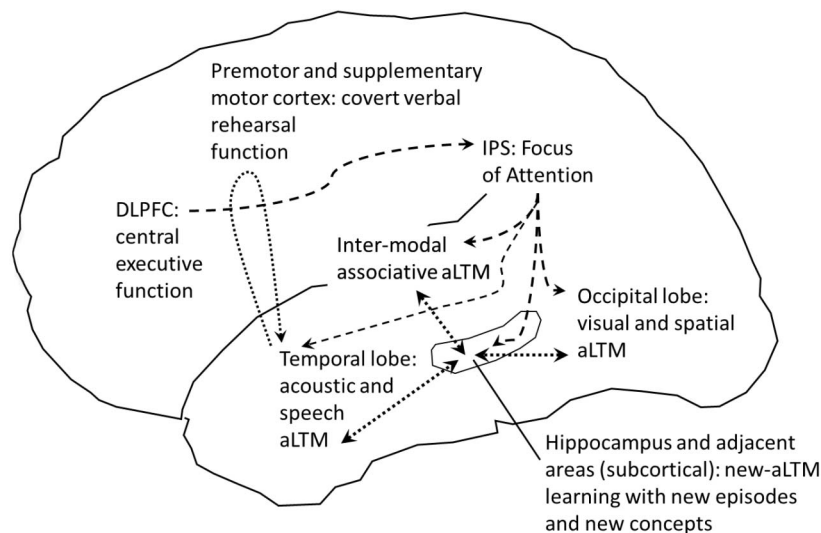 Premotor and supplementary
motor cortex: covert verbal
rehearsal
function
IPS: Focus
of Attention
DLPFC:
central
executive
function
Inter-modal
associative aLTM
Occipital lobe:
visual and spatial
aLTM
Temporal lobe:
acoustic and
speech
aLTM
Hippocampus and adjacent
areas (subcortical): new-aLTM
learning with new episodes
and new concepts